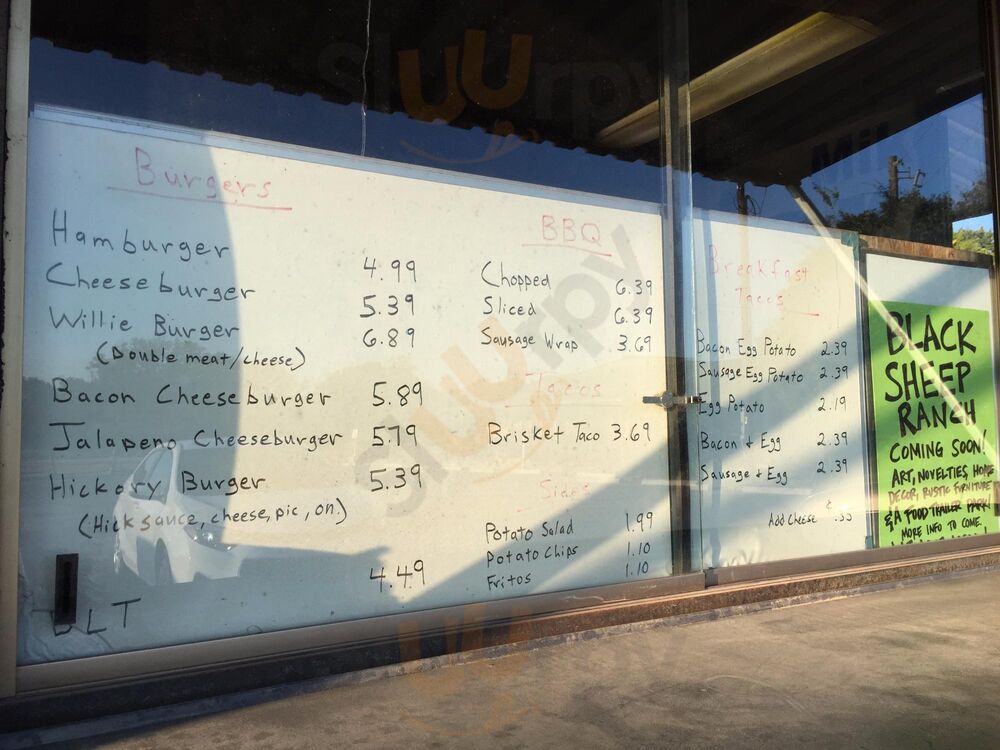 Burgers
Hamburger 4.99
Cheeseburger 5.39
Willie Burger 6.89
(Double meat/cheese)
Bacon Cheeseburger 5.89
Jalapeno Cheeseburger 5.79
Hickory Burger 5.39
(Hick sauce, cheese, pic, on.)
BLT 4.49
BBQ
Chopped 6.39
Sliced 6.39
Sausage Wrap 3.69
Tacos
Brisket Taco 3.69
Sides
Potato Salad 1.99
Potato Chips 1.10
Fritos 1.10
Breakfast
Tacos
Bacon Egg Potato 2.39
Sausage Egg Potato 2.39
Egg Potato 2.19
Bacon + Egg 2.39
Sausage + Egg 2.39
Add Cheese $.35
BLACK
SHEEP
RANCH
COMING SOON!
ART, NOVELTIES, HOME
DECOR, RUSTIC FURNITURE
& A FOOD TRAILER PARK!
MORE INFO TO COME.
Slurpy
Slurpy